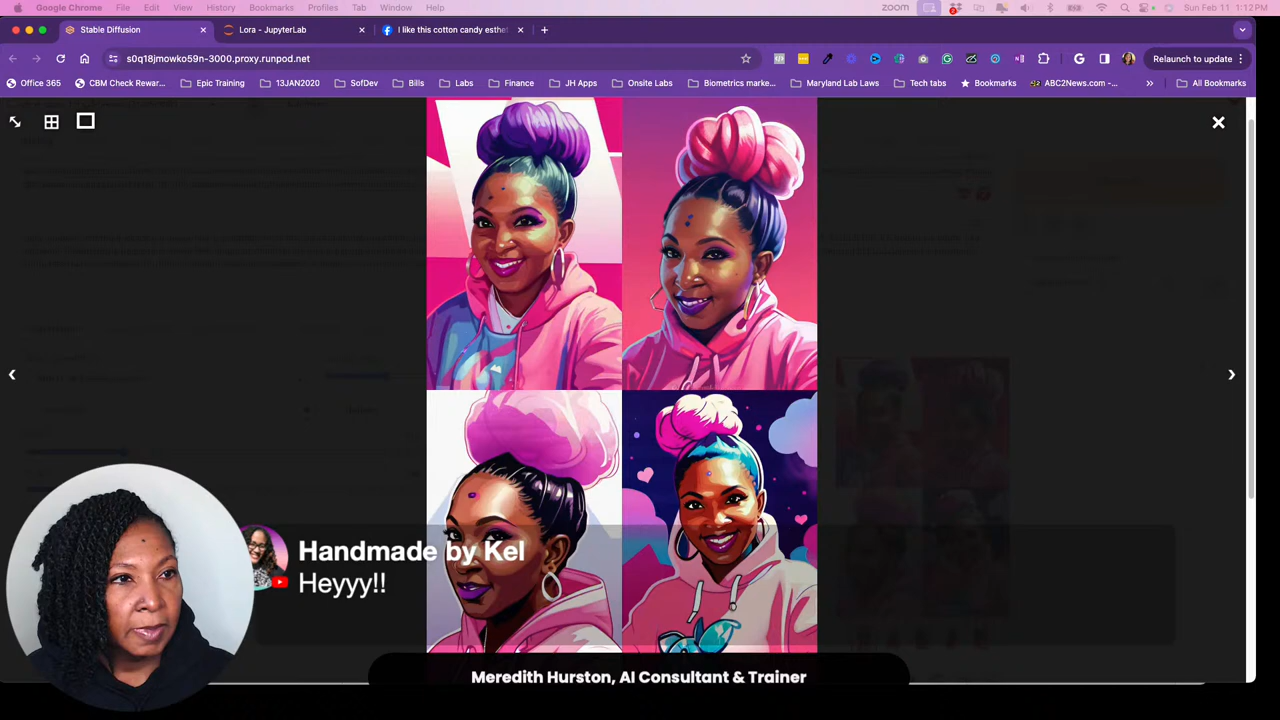 Google Chrome File Edit View History Bookmarks Profiles Tab Window Help zoom Sun Feb 11 1:12PM
Stable Diffusion Lora - JupyterLab I like this cotton candy esthe
s0q18jmowko59n-3000.proxy.runpod.net Relaunch to update
Office 365 CBM Check Rewar... Epic Training 13JAN2020 SofDev Bills Labs Finance JH Apps Onsite Labs Biometrics marke... Maryland Lab Laws Tech tabs Bookmarks ABC2News.com –... All Bookmarks
Handmade by Kel
Heyyy!!
Meredith Hurston, AI Consultant & Trainer